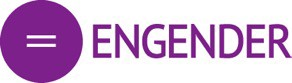 = ENGENDER